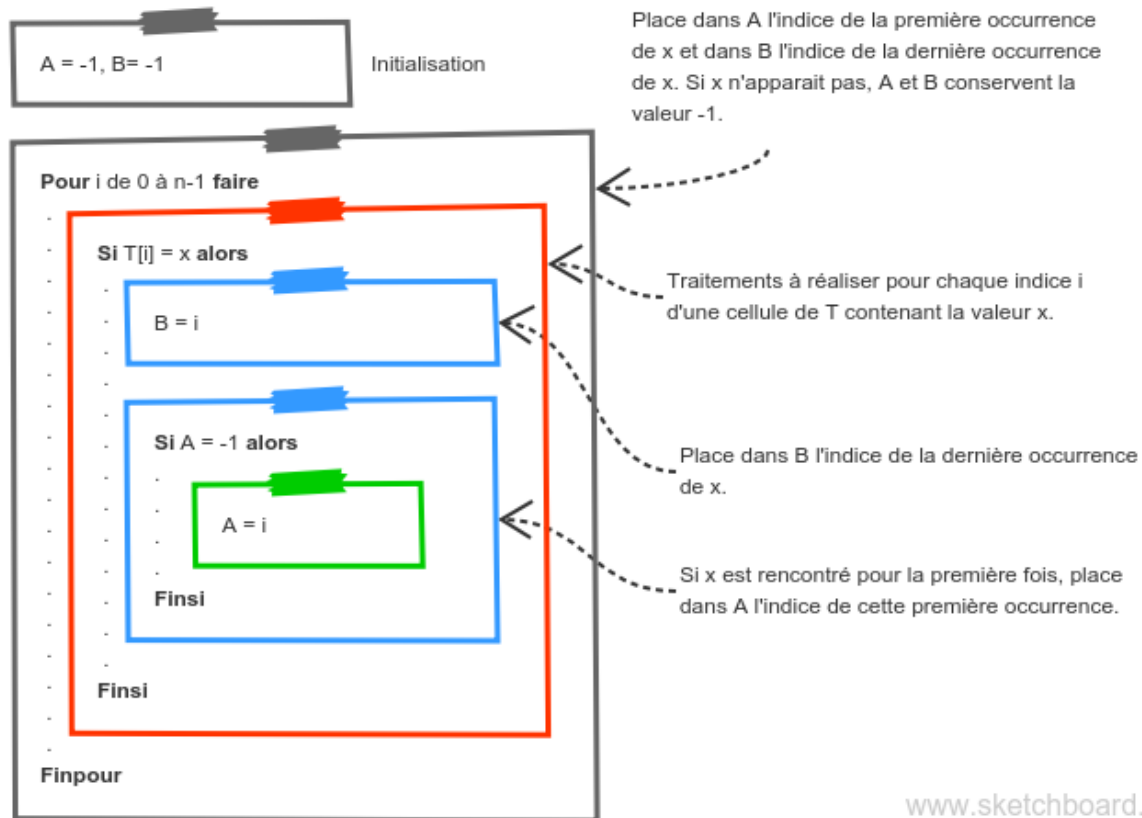 A = -1, B= -1
Initialisation
Place dans A l'indice de la première occurrence
de x et dans B l'indice de la dernière occurrence
de x. Si x n'apparait pas, A et B conservent la
valeur -1.
Pour i de 0 à n-1 faire
Si T[i] = x alors
Traitements à réaliser pour chaque indice i
d'une cellule de T contenant la valeur x.
B = i
Si A = -1 alors
Place dans B l'indice de la dernière occurrence
de x.
A = i
Si x est rencontré pour la première fois, place
dans A l'indice de cette première occurrence.
Finsi
Finsi
Finpour
www.sketchboard.